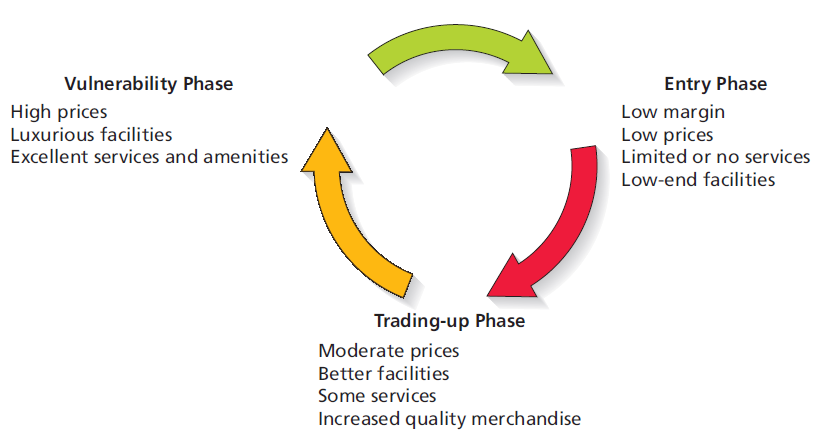 Vulnerability Phase
High prices
Luxurious facilities
Excellent services and amenities
Entry Phase
Low margin
Low prices
Limited or no services
Low-end facilities
Trading-up Phase
Moderate prices
Better facilities
Some services
Increased quality merchandise